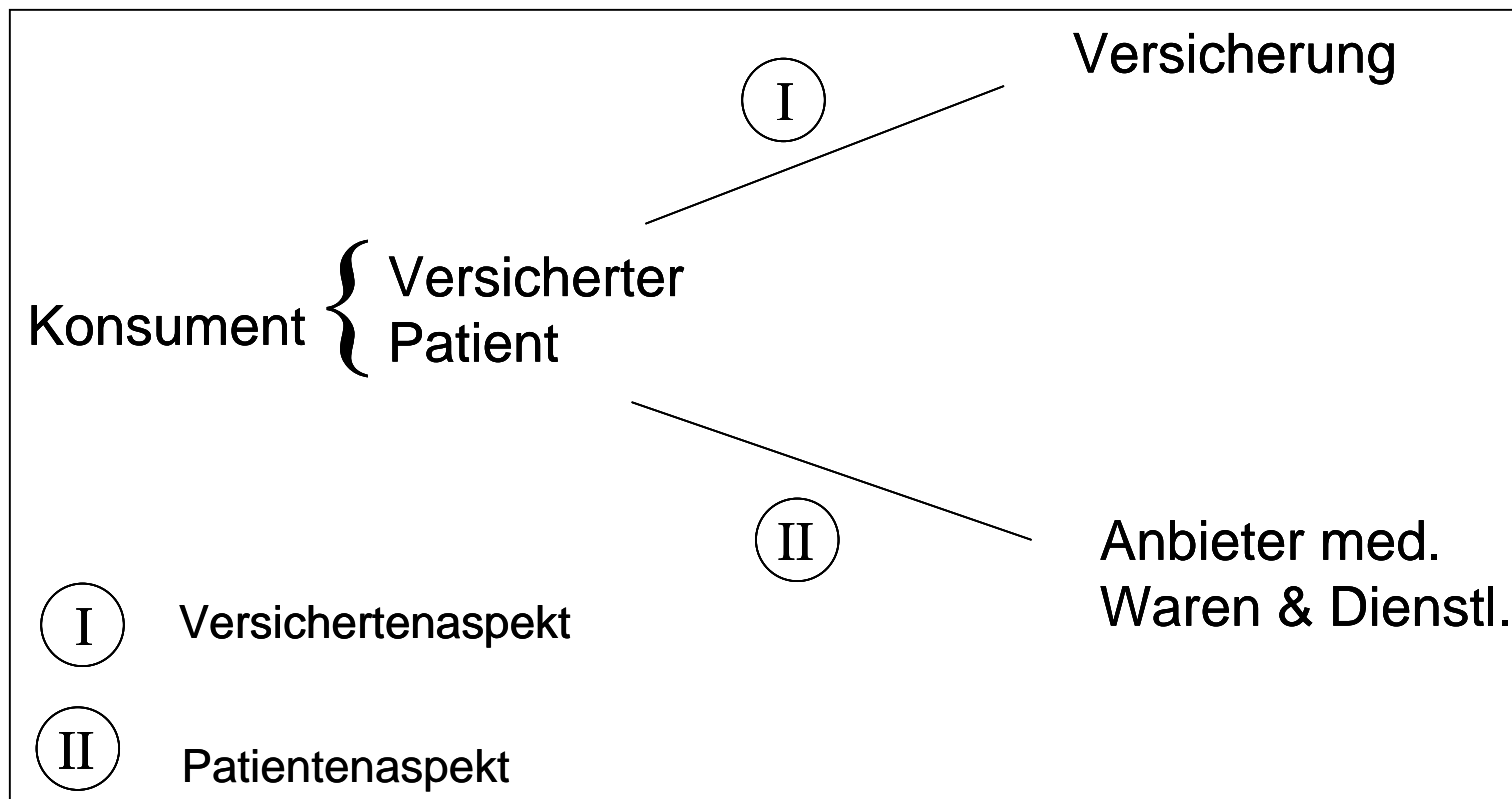 Versicherung
I
Versicherter
Konsument {
Patient
II
Anbieter med.
Waren & Dienstl.
I Versichertenaspekt
II Patientenaspekt